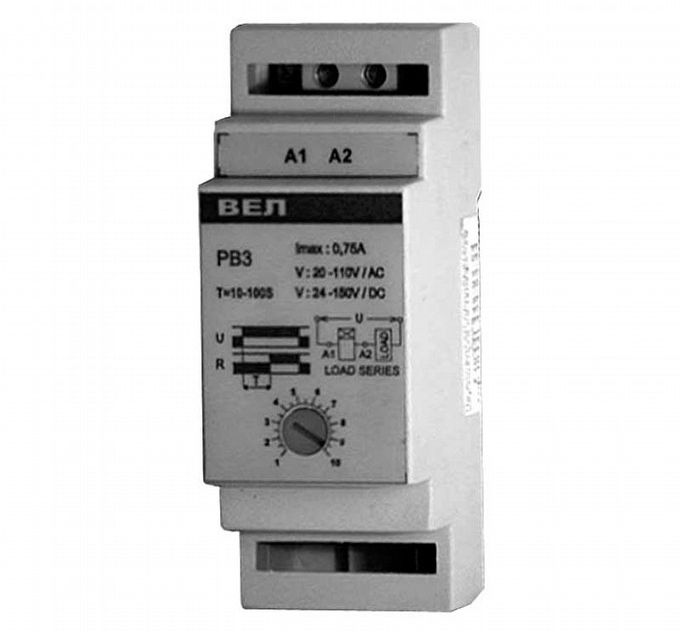 A1 A2
ВЕЛ
РВ3
Imax : 0,75A
V : 20 -110V / AC
T=10-100S
V : 24 -150V / DC
U
U
R
A1
A2
LOAD
LOAD SERIES
T
1
2
3
4
5
6
7
8
9
10